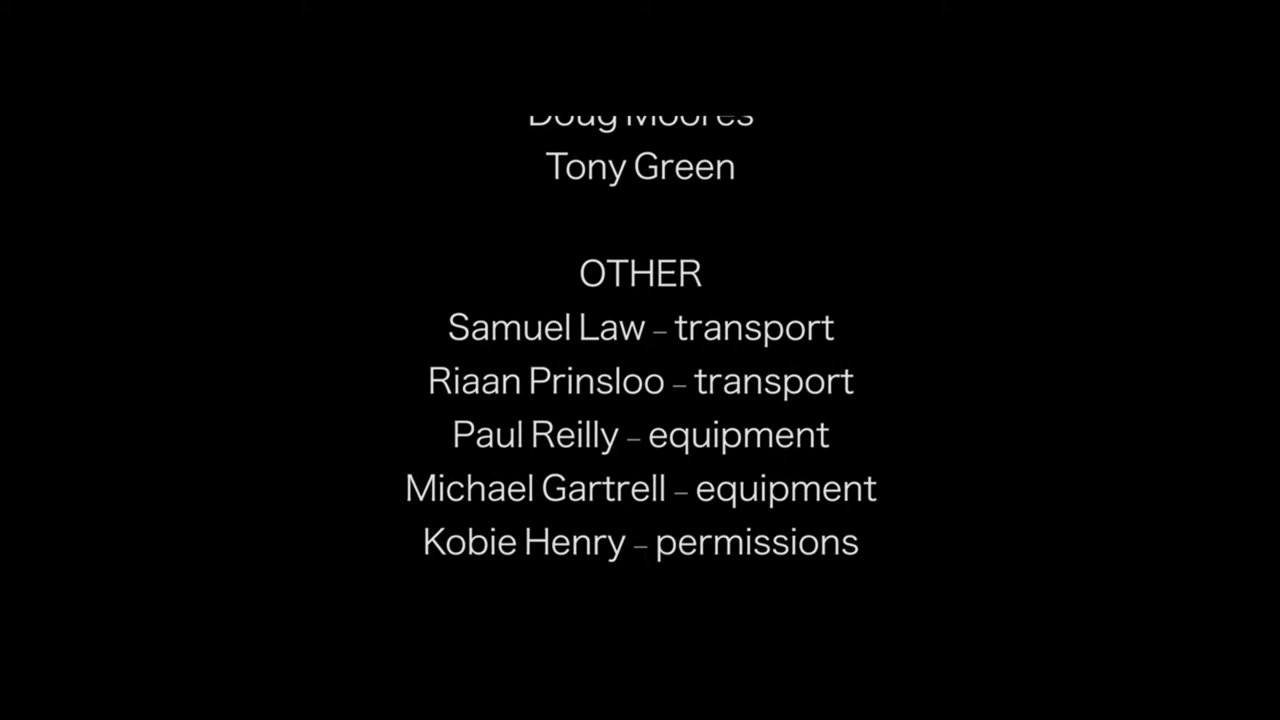 Doug Moores
Tony Green
OTHER
Samuel Law – transport
Riaan Prinsloo – transport
Paul Reilly – equipment
Michael Gartrell – equipment
Kobie Henry – permissions